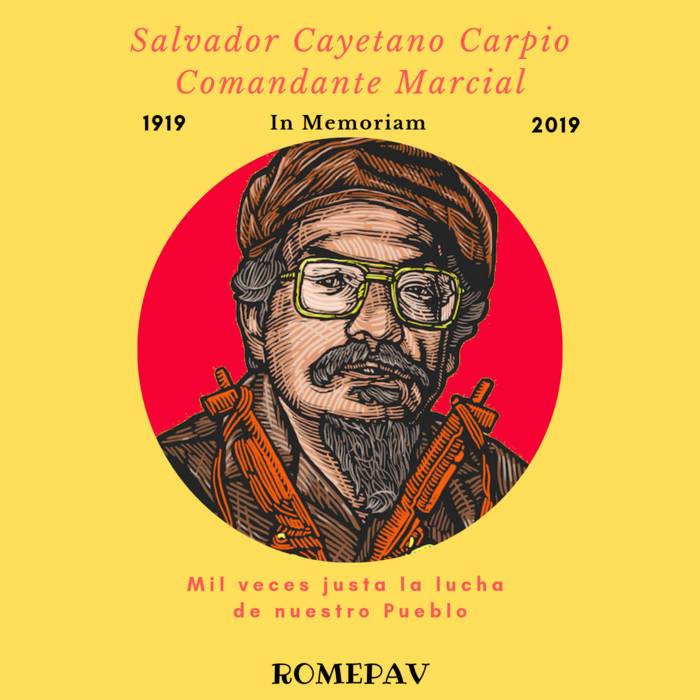 Salvador Cayetano Carpio
Comandante Marcial
1919 In Memoriam 2019
Mil veces justa la lucha
de nuestro Pueblo
ROMEPAV